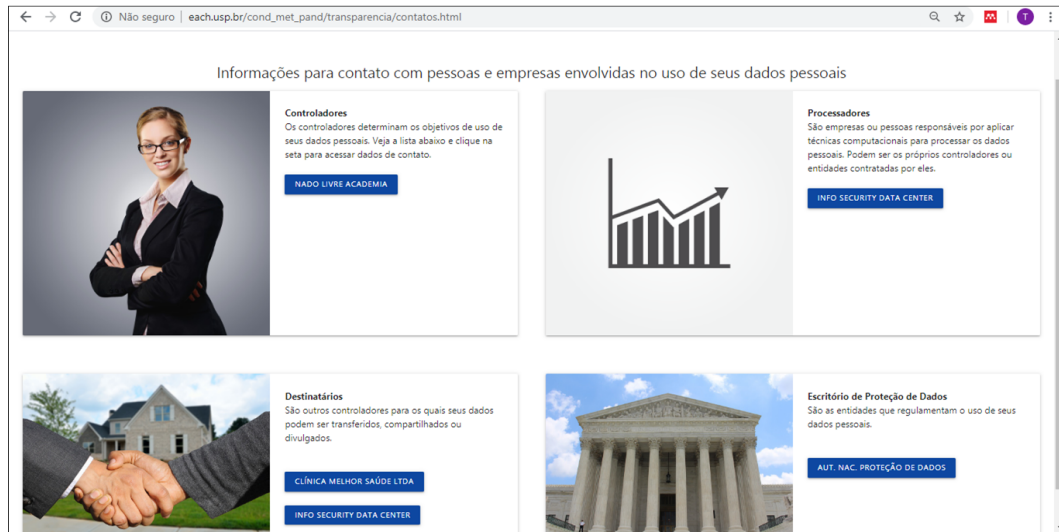 Não seguro | each.usp.br/cond_met_pand/transparencia/contatos.html
T
Informações para contato com pessoas e empresas envolvidas no uso de seus dados pessoais
Controladores
Os controladores determinam os objetivos de uso de
seus dados pessoais. Veja a lista abaixo e clique na
seta para acessar dados de contato.
NADO LIVRE ACADEMIA
Processadores
São empresas ou pessoas responsáveis por aplicar
técnicas computacionais para processar os dados
pessoais. Podem ser os próprios controladores ou
entidades contratadas por eles.
INFO SECURITY DATA CENTER
Destinatários
São outros controladores para os quais seus dados
podem ser transferidos, compartilhados ou
divulgados.
CLÍNICA MELHOR SAÚDE LTDA
INFO SECURITY DATA CENTER
Escritório de Proteção de Dados
São as entidades que regulamentam o uso de seus
dados pessoais.
AUT. NAC. PROTEÇÃO DE DADOS